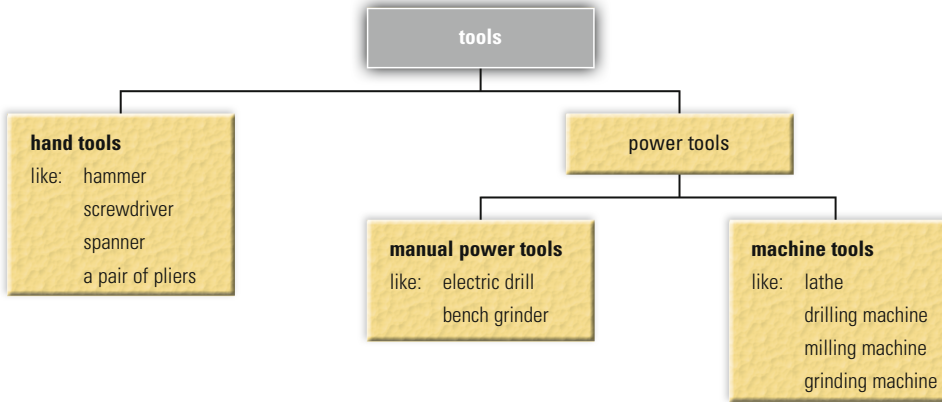 tools
hand tools
like: hammer
screwdriver
spanner
a pair of pliers
power tools
manual power tools
like: electric drill
bench grinder
machine tools
like: lathe
drilling machine
milling machine
grinding machine